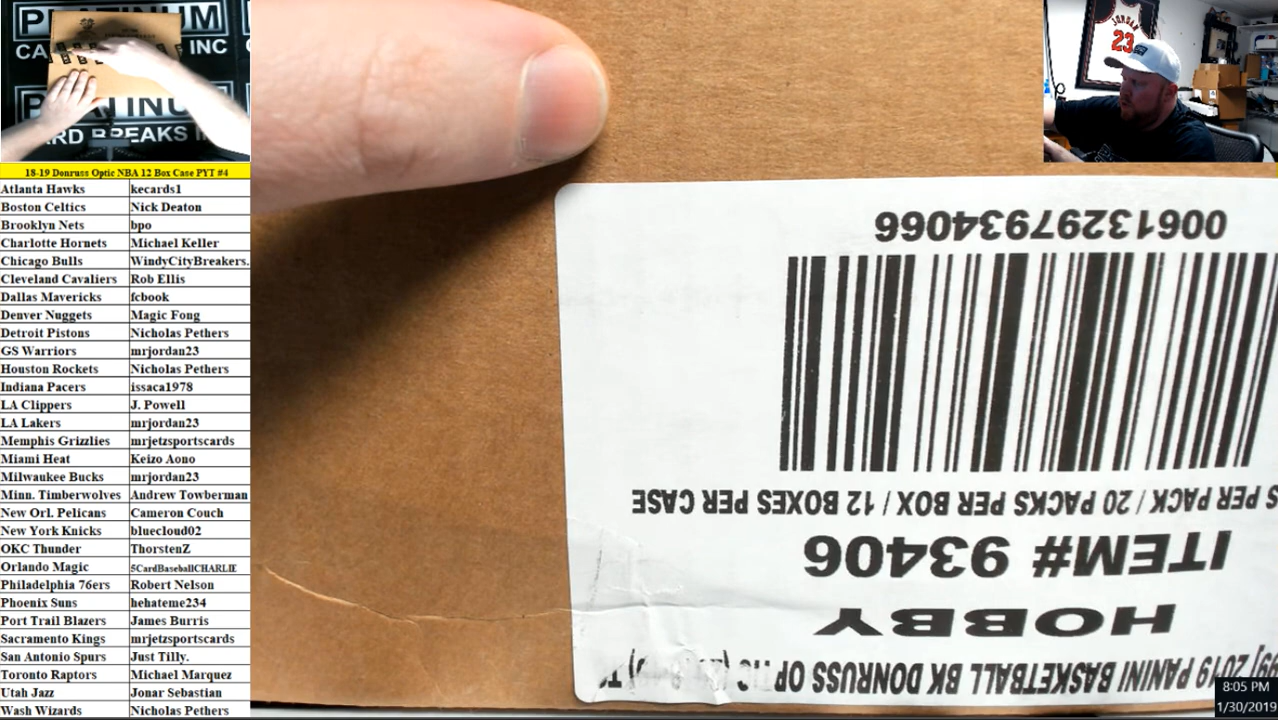 PLATINUM
CA INC
PLATINUM
RD BREAKS I
JORDAN
23
18-19 Donruss Optic NBA 12 Box Case PYT #4
Atlanta Hawks kecards1
Boston Celtics Nick Deaton
Brooklyn Nets bpo
Charlotte Hornets Michael Keller
Chicago Bulls WindyCityBreakers.
Cleveland Cavaliers Rob Ellis
Dallas Mavericks fcbook
Denver Nuggets Magic Fong
Detroit Pistons Nicholas Pethers
GS Warriors mrjordan23
Houston Rockets Nicholas Pethers
Indiana Pacers issaca1978
LA Clippers J. Powell
LA Lakers mrjordan23
Memphis Grizzlies mrjetzsportscards
Miami Heat Keizo Aono
Milwaukee Bucks mrjordan23
Minn. Timberwolves Andrew Towberman
New Orl. Pelicans Cameron Couch
New York Knicks bluecloud02
OKC Thunder ThorstenZ
Orlando Magic 5CardBaseballCHARLIE
Philadelphia 76ers Robert Nelson
Phoenix Suns hehateme234
Port Trail Blazers James Burris
Sacramento Kings mrjetzsportscards
San Antonio Spurs Just Tilly.
Toronto Raptors Michael Marquez
Utah Jazz Jonar Sebastian
Wash Wizards Nicholas Pethers
2019 PANINI BASKETBALL BK DONRUSS OPTIC
HOBBY
ITEM# 93406
S PER PACK / 20 PACKS PER BOX / 12 BOXES PER CASE
00613297934066
8:05 PM
1/30/2019